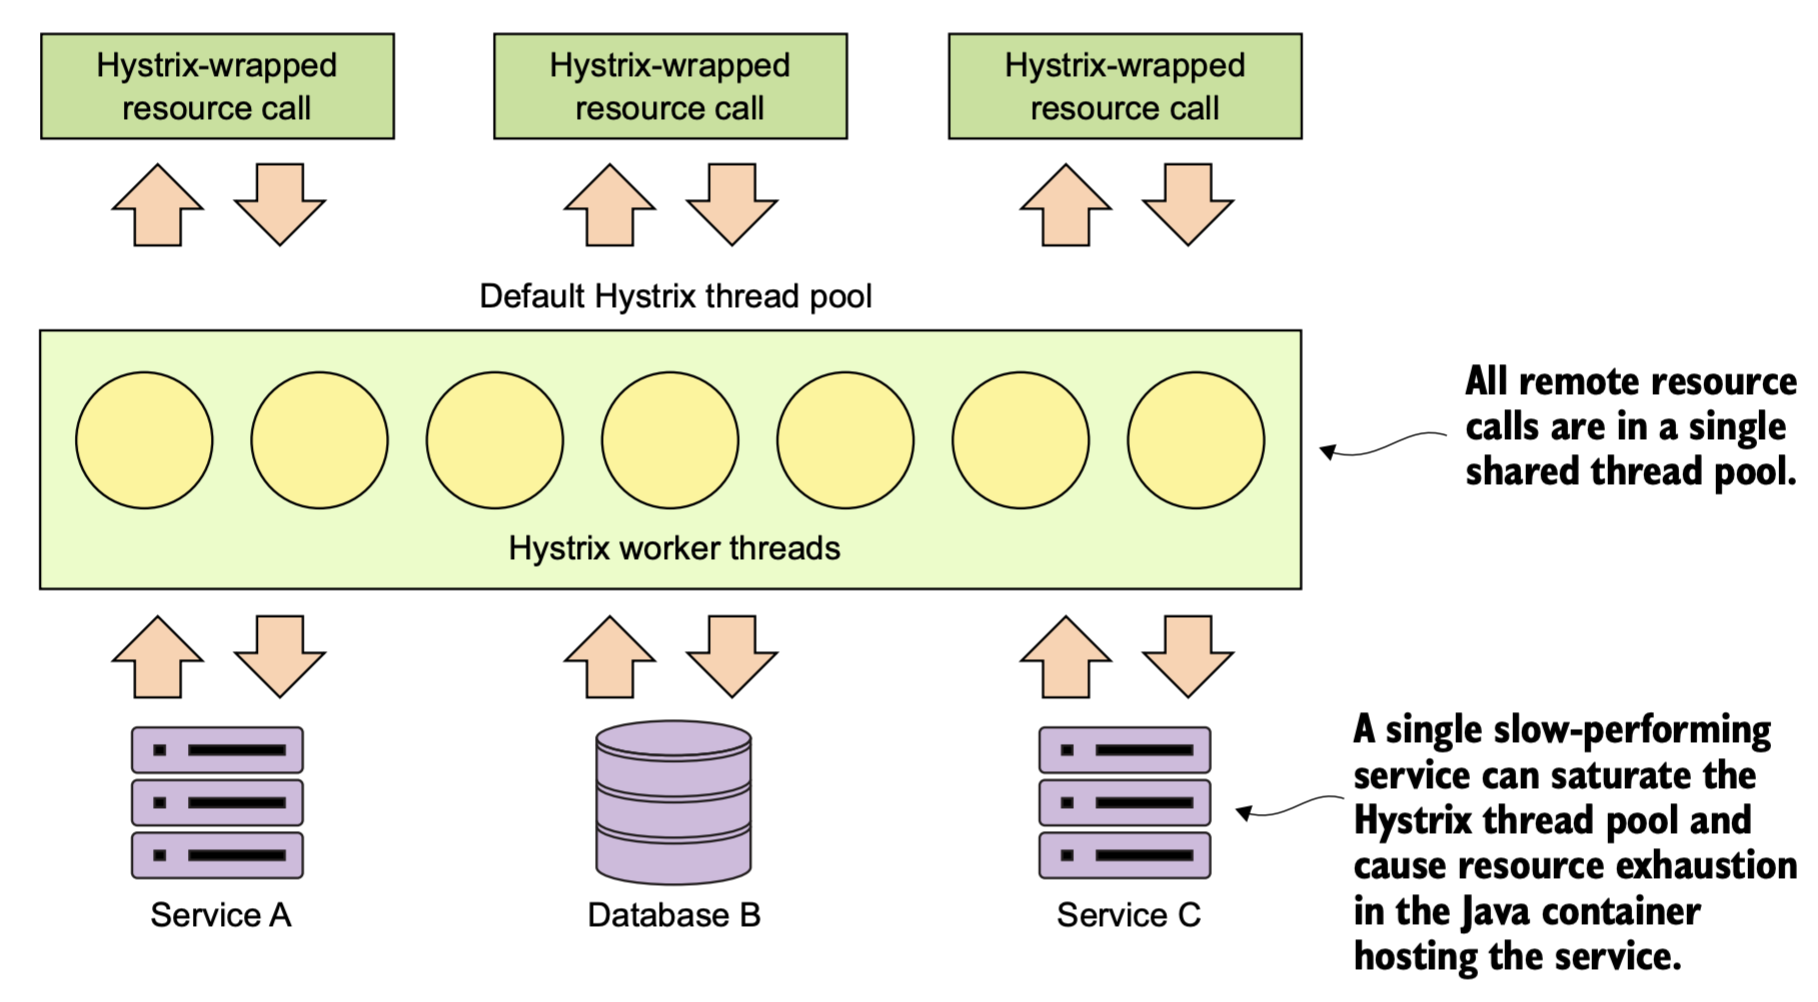 Hystrix-wrapped
resource call
Hystrix-wrapped
resource call
Hystrix-wrapped
resource call
Default Hystrix thread pool
All remote resource
calls are in a single
shared thread pool.
Hystrix worker threads
A single slow-performing
service can saturate the
Hystrix thread pool and
cause resource exhaustion
in the Java container
hosting the service.
Service A
Database B
Service C